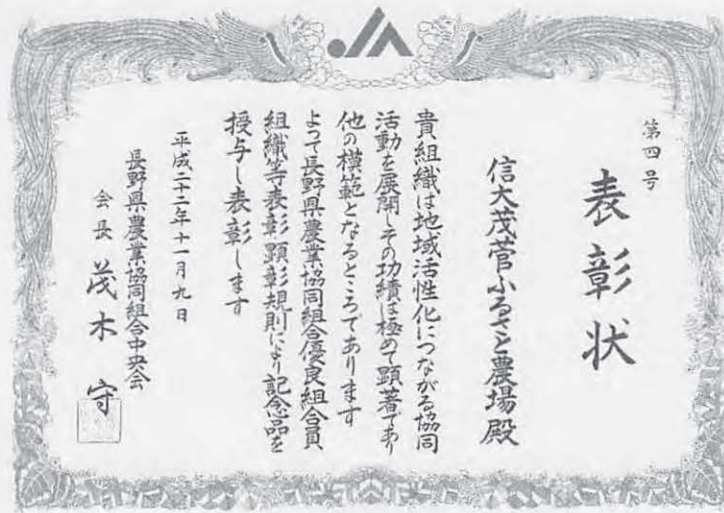 第四号
表彰状
信大茂菅ふるさと農場殿
貴組織は地域活性化につながる協同
活動を展開しその功績は極めて顕著であり
他の模範となるところであります
よって長野県農業協同組合優良組合員
組織等表彰顕彰規則により記念品を
授与し表彰します
平成二十二年十一月九日
長野県農業協同組合中央会
会長 茂木守